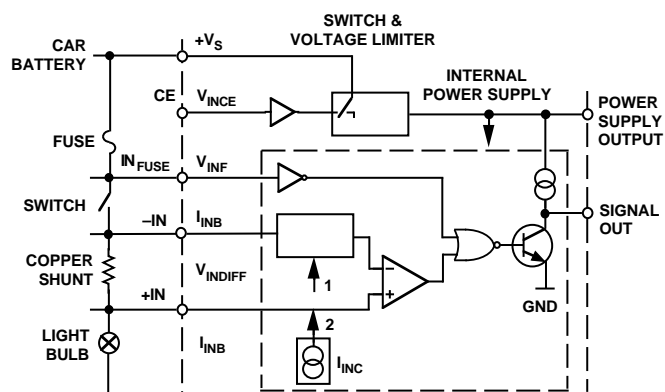 SWITCH &
VOLTAGE LIMITER
CAR
BATTERY
+VS
CE
VINCE
INTERNAL
POWER SUPPLY
POWER
SUPPLY
OUTPUT
FUSE
INFUSE
VINF
SWITCH
–IN
IINB
SIGNAL
OUT
COPPER
SHUNT
VINDIFF
1
+IN
2
GND
LIGHT
BULB
IINB
IINC